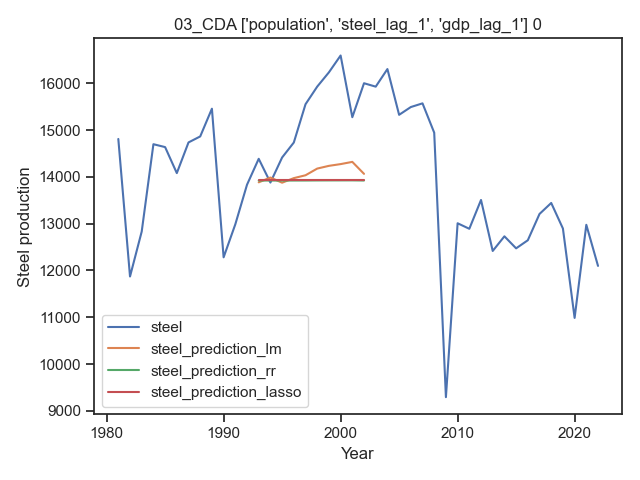 03_CDA ['population', 'steel_lag_1', 'gdp_lag_1'] 0
Steel production
16000
15000
14000
13000
12000
11000
10000
9000
steel
steel_prediction_lm
steel_prediction_rr
steel_prediction_lasso
1980 1990 2000 2010 2020
Year